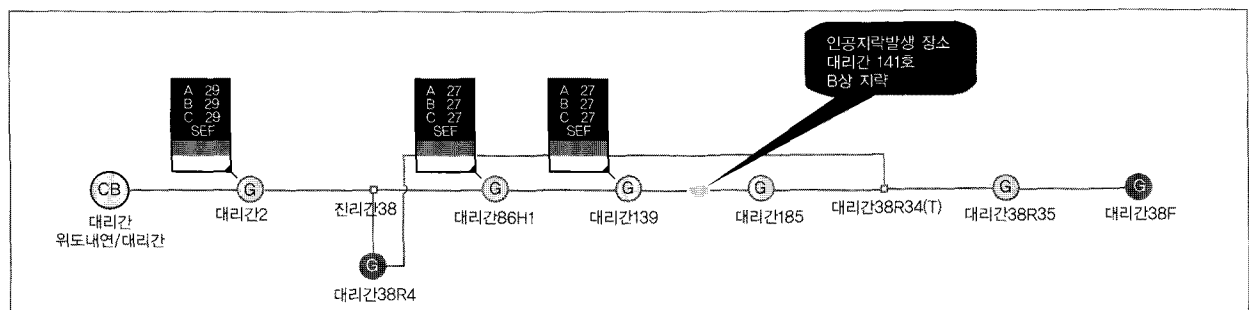 인공지락발생 장소
대리간 141호
B상 지락
A 29
B 29
C 29
SEF
A 27
B 27
C 27
SEF
A 27
B 27
C 27
SEF
CB
G
G
G
G
G
G
대리간
위도내연/대리간
대리간2
진리간38
대리간86H1
대리간139
대리간185
대리간38R34(T)
대리간38R35
대리간38F
G
대리간38R4